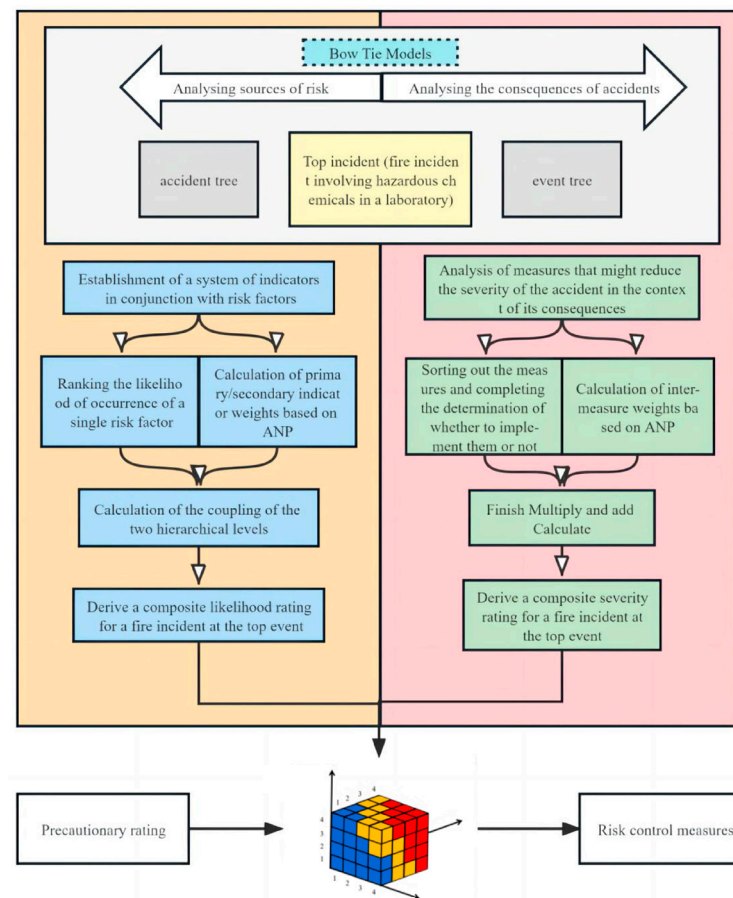 Bow Tie Models
Analysing sources of risk
Analysing the consequences of accidents
accident tree
Top incident (fire inciden
t involving hazardous ch
emicals in a laboratory)
event tree
Establishment of a system of indicators
in conjunction with risk factors
Analysis of measures that might reduce
the severity of the accident in the contex
t of its consequences
Ranking the likeliho
od of occurrence of a
single risk factor
Calculation of prima
ry/secondary indicat
or weights based on
ANP
Sorting out the mea
sures and completing
the determination of
whether to imple-
ment them or not
Calculation of inter-
measure weights ba
sed on ANP
Calculation of the coupling of the
two hierarchical levels
Finish Multiply and add
Calculate
Derive a composite likelihood rating
for a fire incident at the top event
Derive a composite severity
rating for a fire incident at
the top event
Precautionary rating
1 2 3 4
4
3
2
1
1 2 3 4
Risk control measures